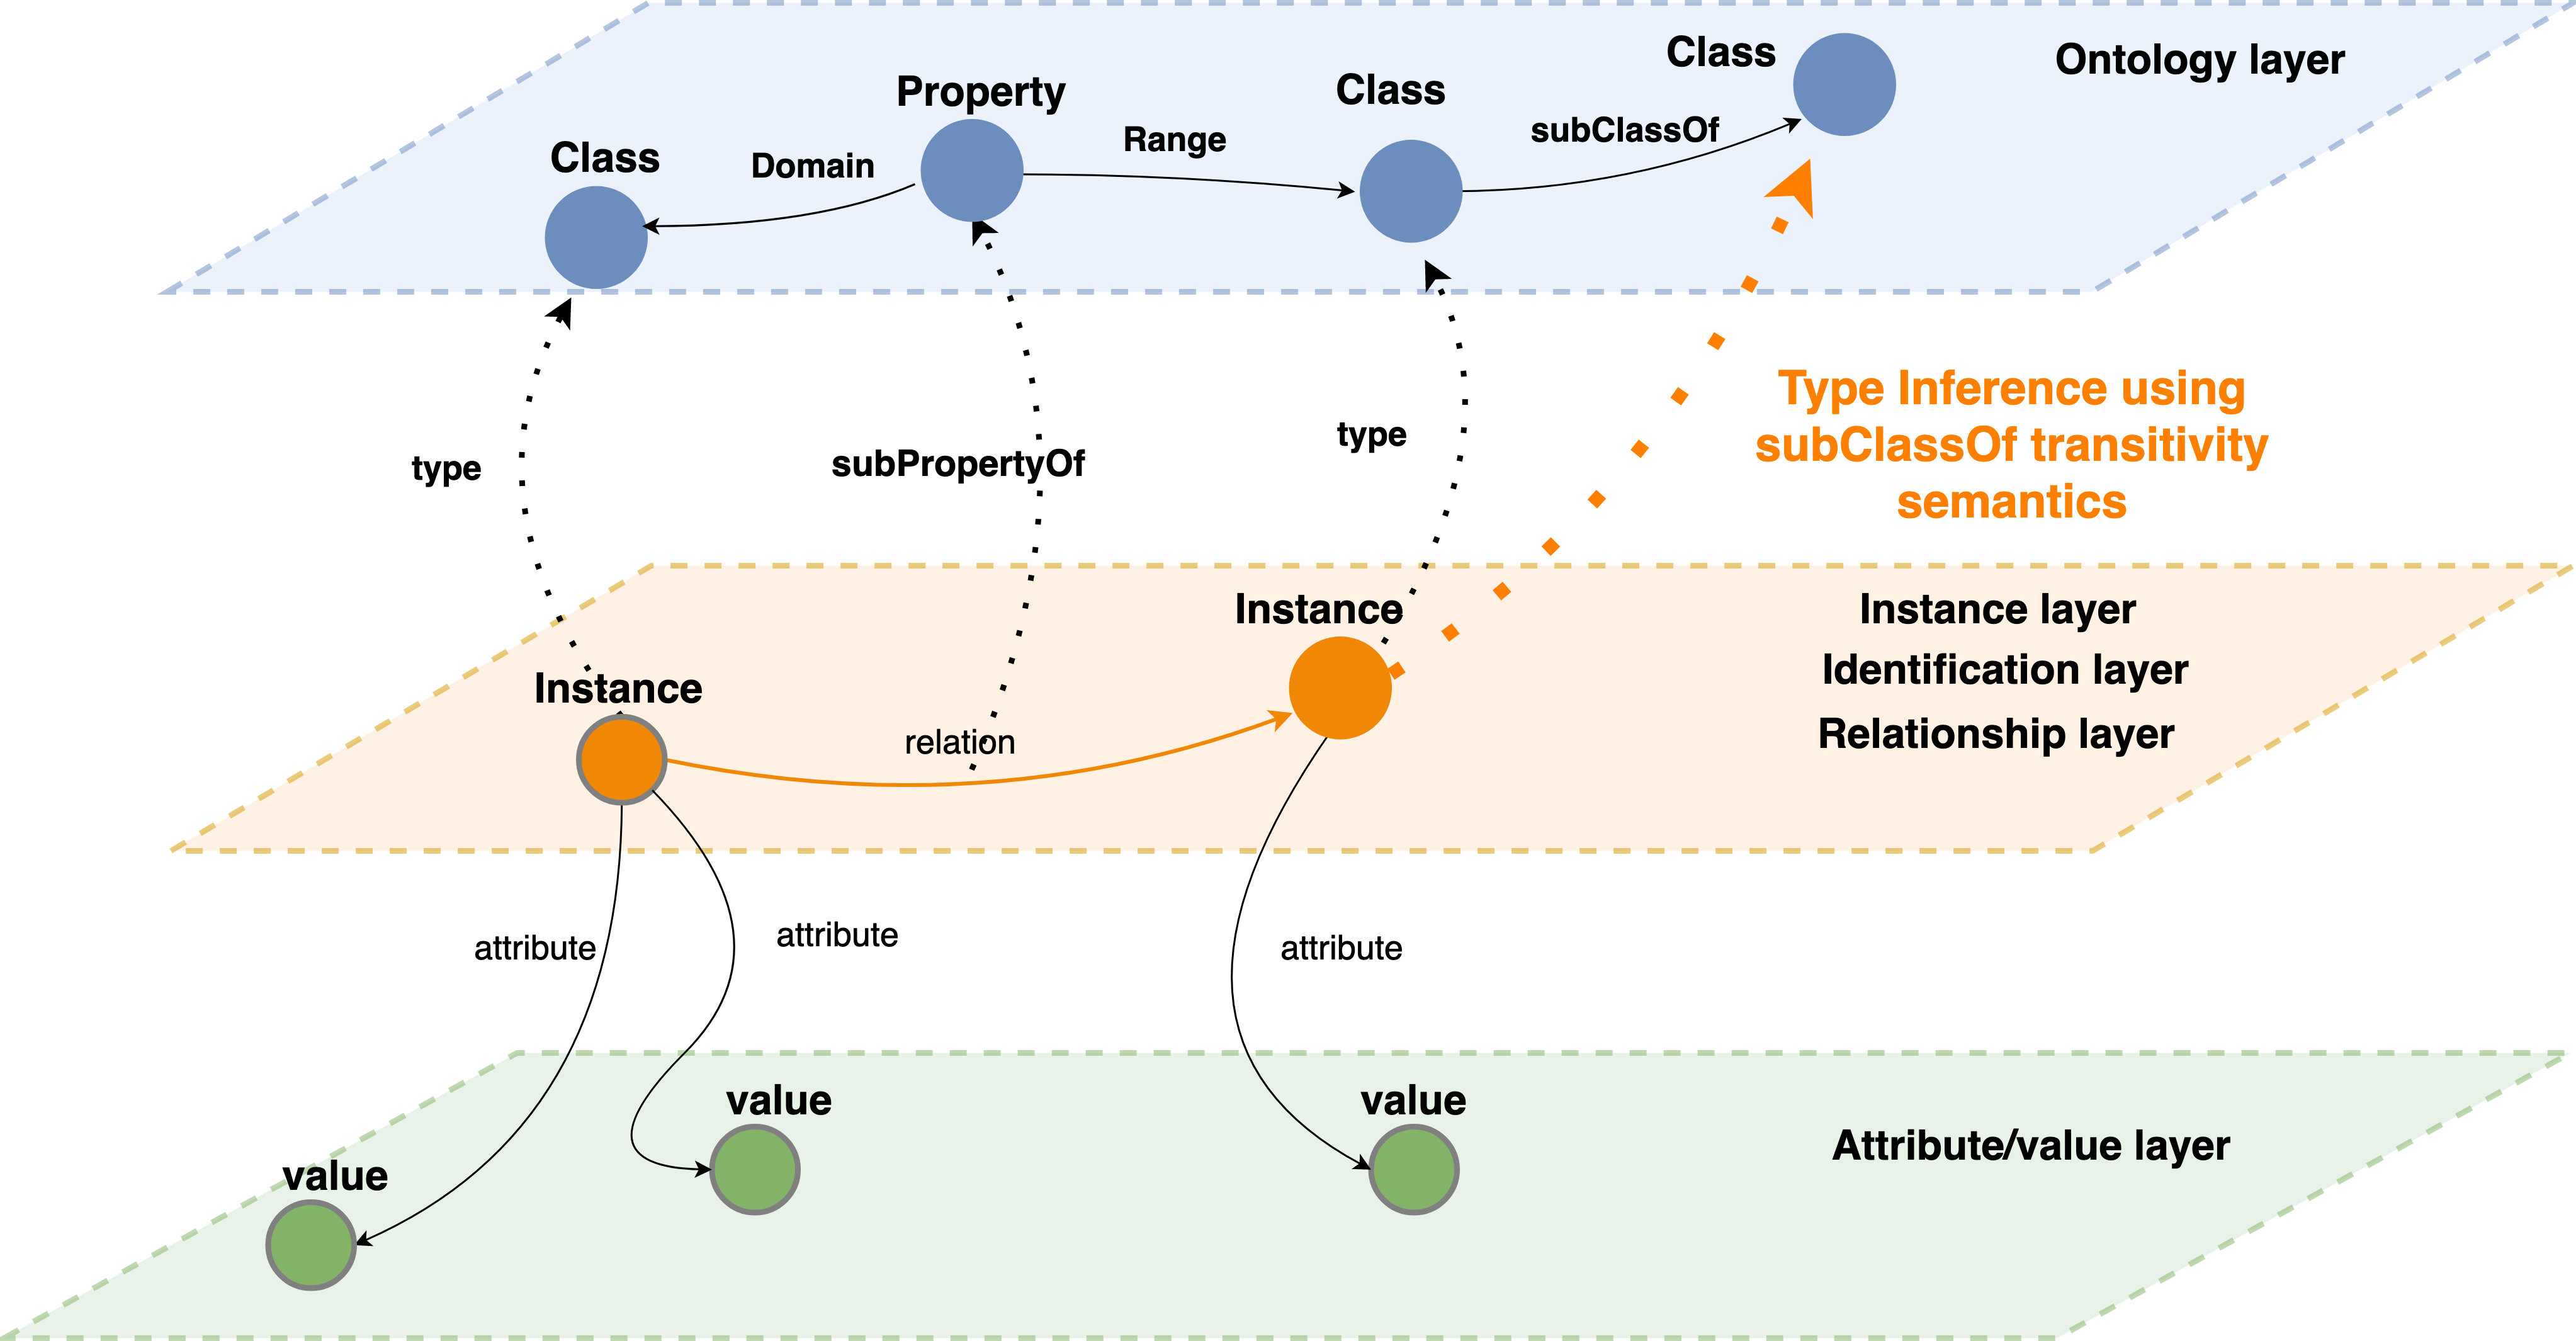 Class
Ontology layer
Property
Class
Range
subClassOf
Class
Domain
Type Inference using
subClassOf transitivity
semantics
type
subPropertyOf
type
Instance
Instance layer
Identification layer
Instance
Relationship layer
relation
attribute
attribute
attribute
value
value
Attribute/value layer
value